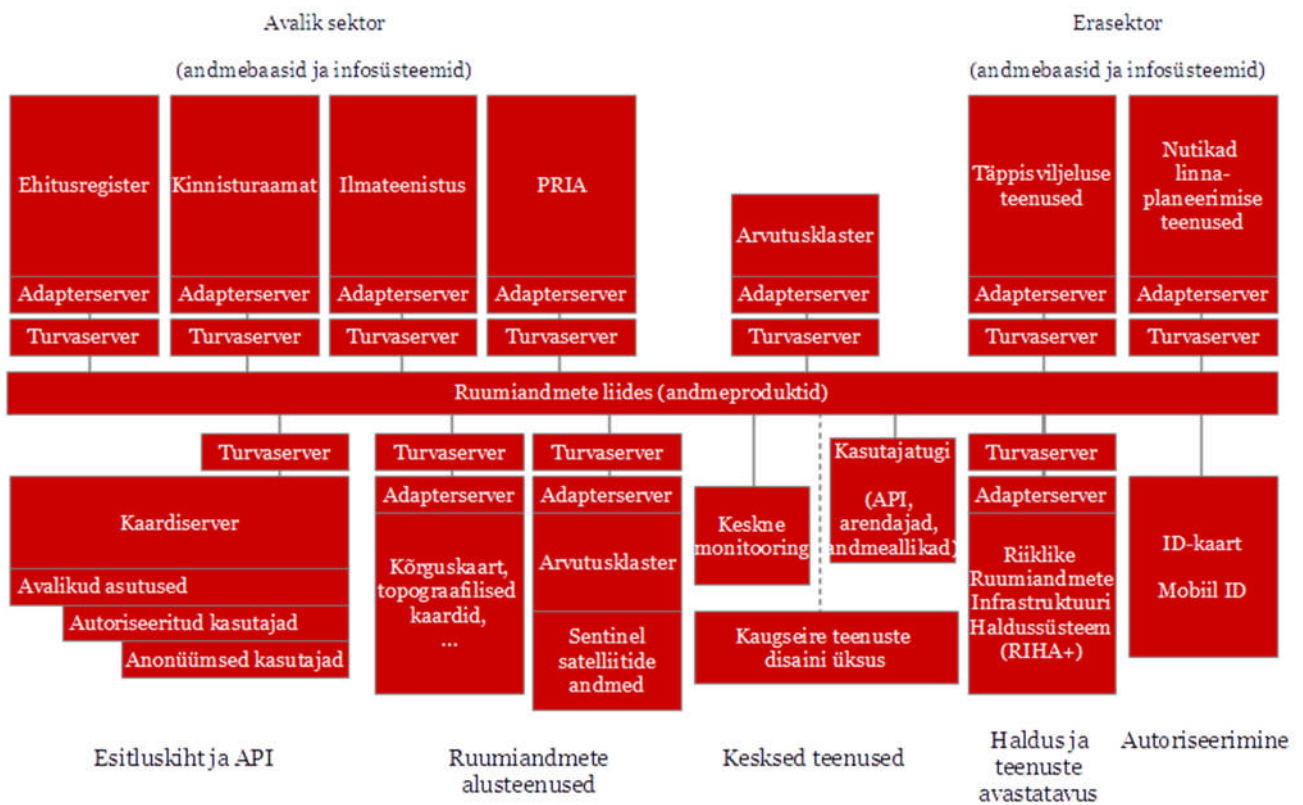 Avalik sektor
(andmebaasid ja infosüsteemid)
Erasektor
(andmebaasid ja infosüsteemid)
Ehitusregister
Adapterserver
Turvaserver
Kinnisturaamat
Adapterserver
Turvaserver
Ilmateenistus
Adapterserver
Turvaserver
PRIA
Adapterserver
Turvaserver
Arvutusklaster
Adapterserver
Turvaserver
Täppisviljeluse
teenused
Adapterserver
Turvaserver
Nutikad
linna-
planeerimise
teenused
Adapterserver
Turvaserver
Ruumiandmete liides (andmeproduktid)
Turvaserver
Kaardiserver
Avalikud asutused
Autoriseeritud kasutajad
Anonüümsed kasutajad
Turvaserver
Adapterserver
Kõrguskaart,
topograafilised
kaardid,
...
Turvaserver
Adapterserver
Arvutusklaster
Sentinel
satelliitide
andmed
Keskne
monitooring
Kasutajatugi
(API,
arendajad,
andmeallikad)
Kaugseire teenuste
disaini üksus
Turvaserver
Adapterserver
Riiklike
Ruumiandmete
Infrastruktuuri
Haldussüsteem
(RIHA+)
ID-kaart
Mobiil ID
Esitluskiht ja API
Ruumiandmete
alusteenused
Kesksed teenused
Haldus ja
teenuste
avastatavus
Autoriseerimine